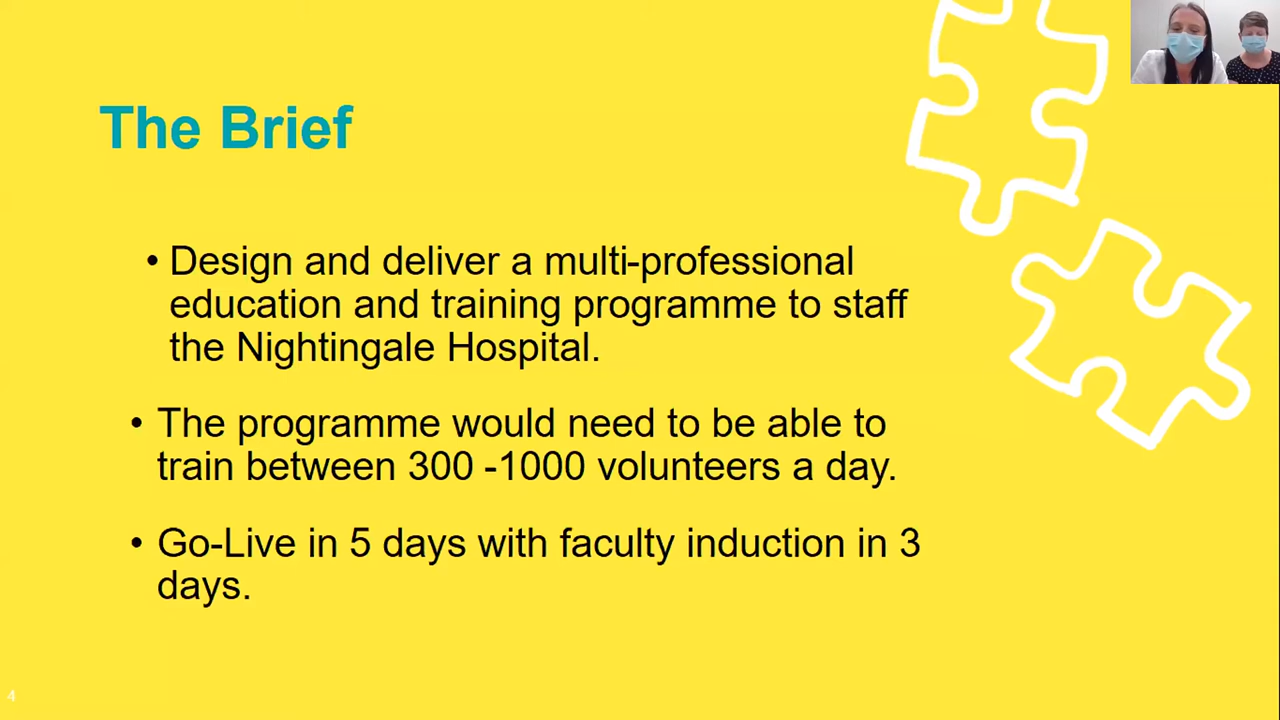 The Brief
• Design and deliver a multi-professional
education and training programme to staff
the Nightingale Hospital.
• The programme would need to be able to
train between 300 -1000 volunteers a day.
• Go-Live in 5 days with faculty induction in 3
days.
4